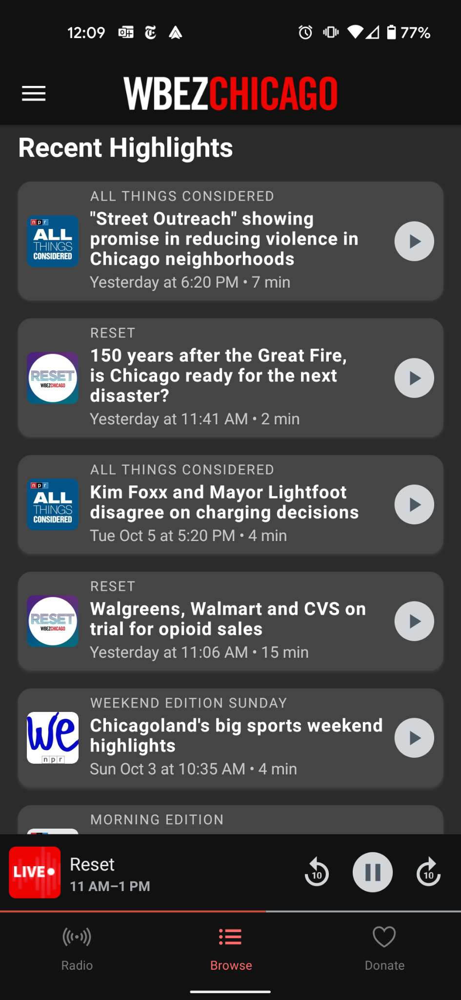 12:09
77%
WBEZCHICAGO
Recent Highlights
ALL THINGS CONSIDERED
npr
ALL
THINGS
CONSIDERED
"Street Outreach" showing
promise in reducing violence in
Chicago neighborhoods
Yesterday at 6:20 PM • 7 min
RESET
RESET
WBEZCHICAGO
150 years after the Great Fire,
is Chicago ready for the next
disaster?
Yesterday at 11:41 AM • 2 min
ALL THINGS CONSIDERED
npr
ALL
THINGS
CONSIDERED
Kim Foxx and Mayor Lightfoot
disagree on charging decisions
Tue Oct 5 at 5:20 PM • 4 min
RESET
RESET
WBEZCHICAGO
Walgreens, Walmart and CVS on
trial for opioid sales
Yesterday at 11:06 AM • 15 min
WEEKEND EDITION SUNDAY
We
npr
Chicagoland's big sports weekend
highlights
Sun Oct 3 at 10:35 AM • 4 min
MORNING EDITION
LIVE
Reset
11 AM–1 PM
10
10
Radio
Browse
Donate